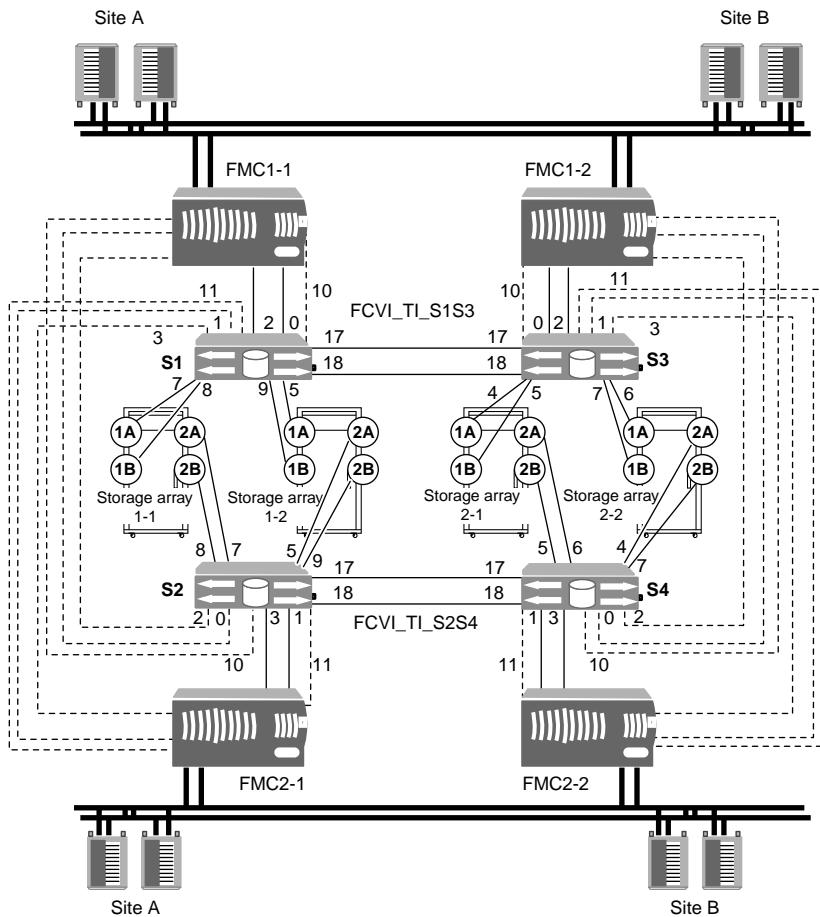 Site A
Site B
FMC1-1
FMC1-2
11
10
FCVI_TI_S1S3
10
11
3
1
2
0
17
17
0
2
1
3
S1
18
18
S3
7
8
9
5
4
5
7
6
1A
2A
1A
2A
1A
2A
1A
2A
1B
2B
1B
2B
1B
2B
1B
2B
Storage array
1-1
Storage array
1-2
Storage array
2-1
Storage array
2-2
8
7
5
9
5
6
4
7
S2
17
17
S4
18
18
2
0
3
1
FCVI_TI_S2S4
1
3
0
2
10
11
11
10
FMC2-1
FMC2-2
Site A
Site B